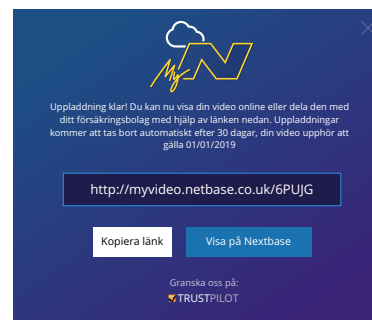 My N
Uppladdning klar! Du kan nu visa din video online eller dela den med
ditt försäkringsbolag med hjälp av länken nedan. Uppladdningar
kommer att tas bort automatiskt efter 30 dagar, din video upphör att
gälla 01/01/2019
http://myvideo.netbase.co.uk/6PUJG
Kopiera länk
Visa på Nextbase
Granska oss på:
TRUSTPILOT